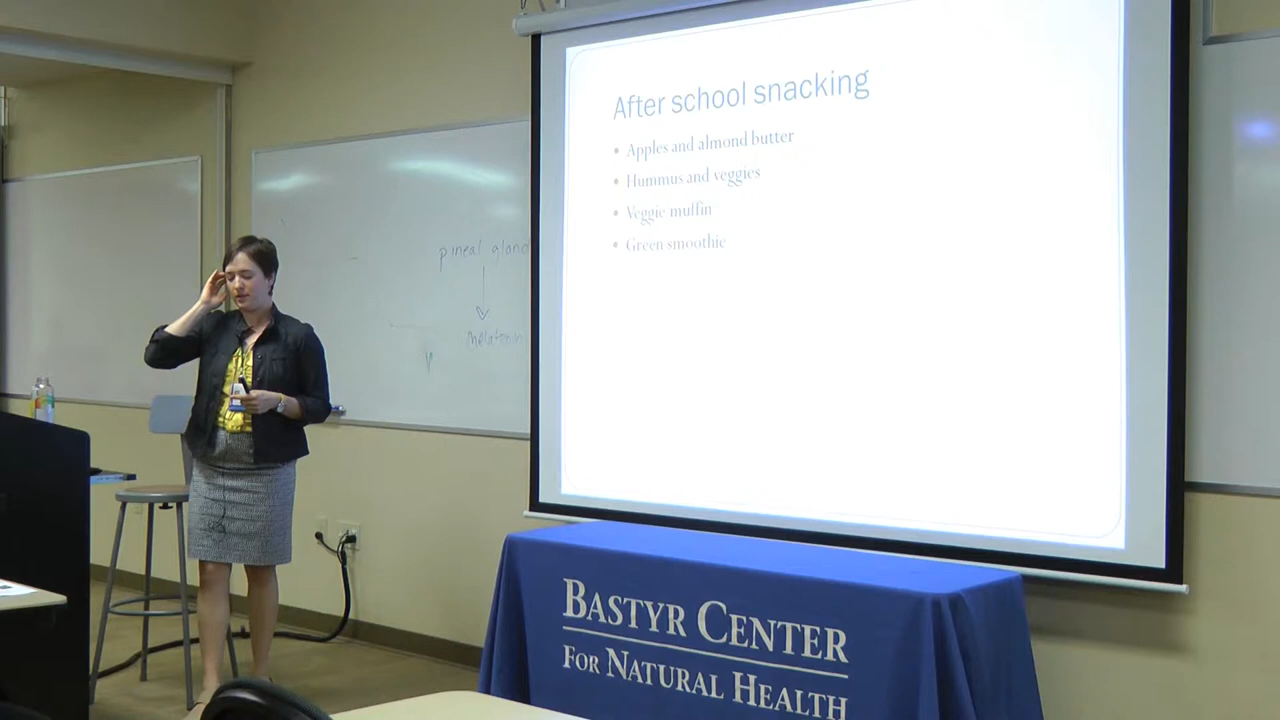 After school snacking
• Apples and almond butter
• Hummus and veggies
• Veggie muffin
• Green smoothie
pineal gland
melatonin
BASTYR CENTER
FOR NATURAL HEALTH